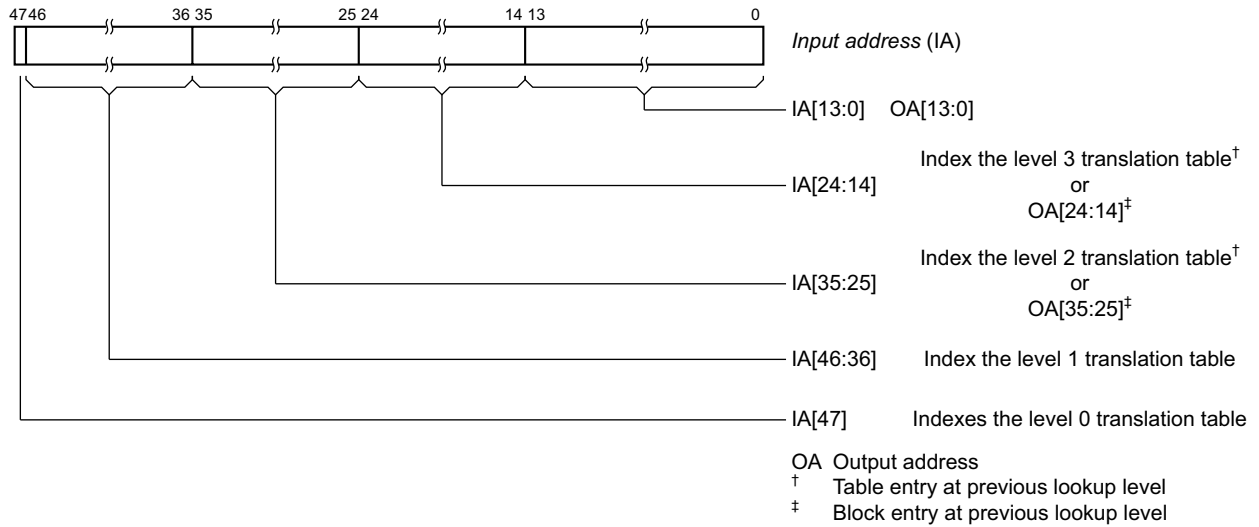 4746 36 35 25 24 14 13 0
Input address (IA)
IA[13:0] OA[13:0]
Index the level 3 translation table†
IA[24:14] or
OA[24:14]‡
Index the level 2 translation table†
IA[35:25] or
OA[35:25]‡
IA[46:36] Index the level 1 translation table
IA[47] Indexes the level 0 translation table
OA Output address
† Table entry at previous lookup level
‡ Block entry at previous lookup level